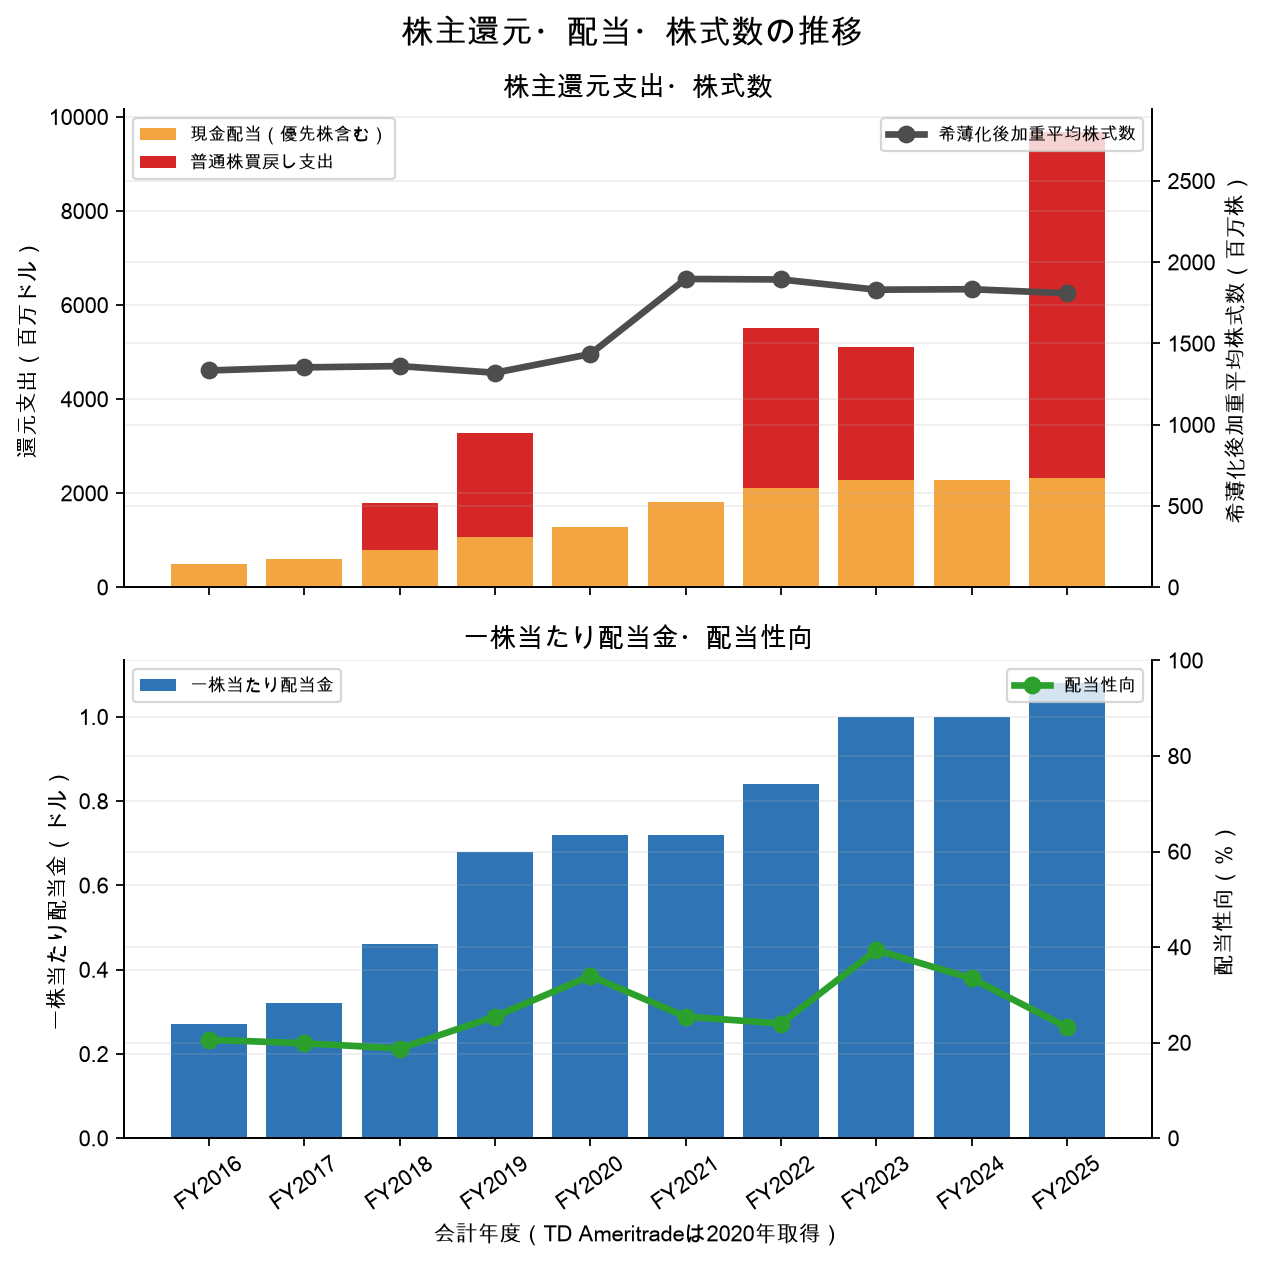 株主還元・配当・株式数の推移
株主還元支出・株式数
現金配当（優先株含む）
普通株買戻し支出
希薄化後加重平均株式数
還元支出（百万ドル）
10000
8000
6000
4000
2000
0
希薄化後加重平均株式数（百万株）
2500
2000
1500
1000
500
0
一株当たり配当金・配当性向
一株当たり配当金
配当性向
一株当たり配当金（ドル）
1.0
0.8
0.6
0.4
0.2
0.0
配当性向（%）
100
80
60
40
20
0
FY2016
FY2017
FY2018
FY2019
FY2020
FY2021
FY2022
FY2023
FY2024
FY2025
会計年度（TD Ameritradeは2020年取得）